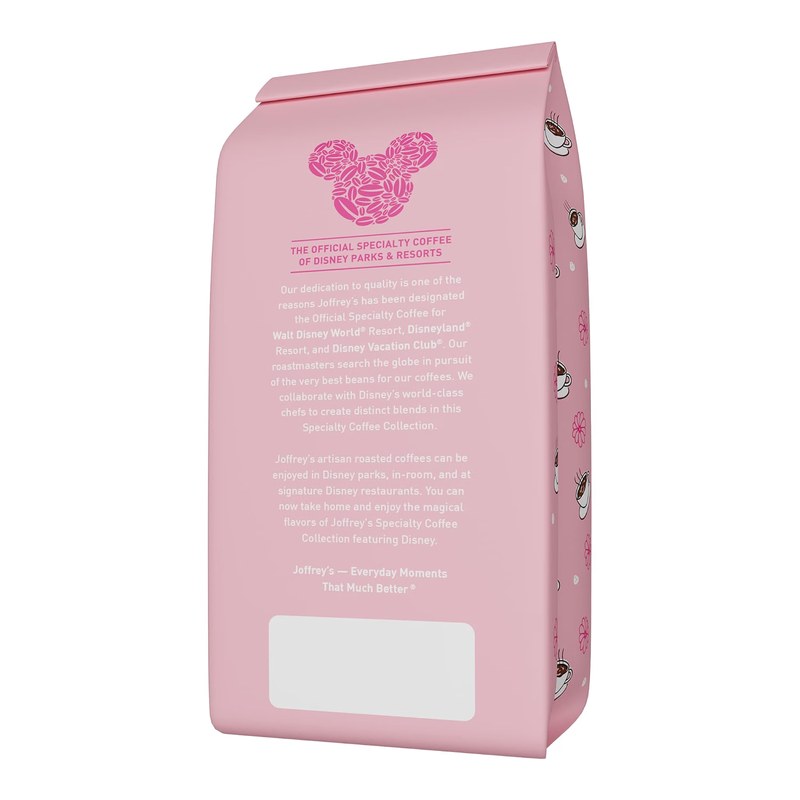 THE OFFICIAL SPECIALTY COFFEE
OF DISNEY PARKS & RESORTS
Our dedication to quality is one of the
reasons Joffrey's has been designated
the Official Specialty Coffee for
Walt Disney World® Resort, Disneyland®
Resort, and Disney Vacation Club®. Our
roastmasters search the globe in pursuit
of the very best beans for our coffees. We
collaborate with Disney's world-class
chefs to create distinct blends in this
Specialty Coffee Collection.
Joffrey's artisan roasted coffees can be
enjoyed in Disney parks, in-room, and at
signature Disney restaurants. You can
now take home and enjoy the magical
flavors of Joffrey's Specialty Coffee
Collection featuring Disney.
Joffrey's — Everyday Moments
That Much Better ®